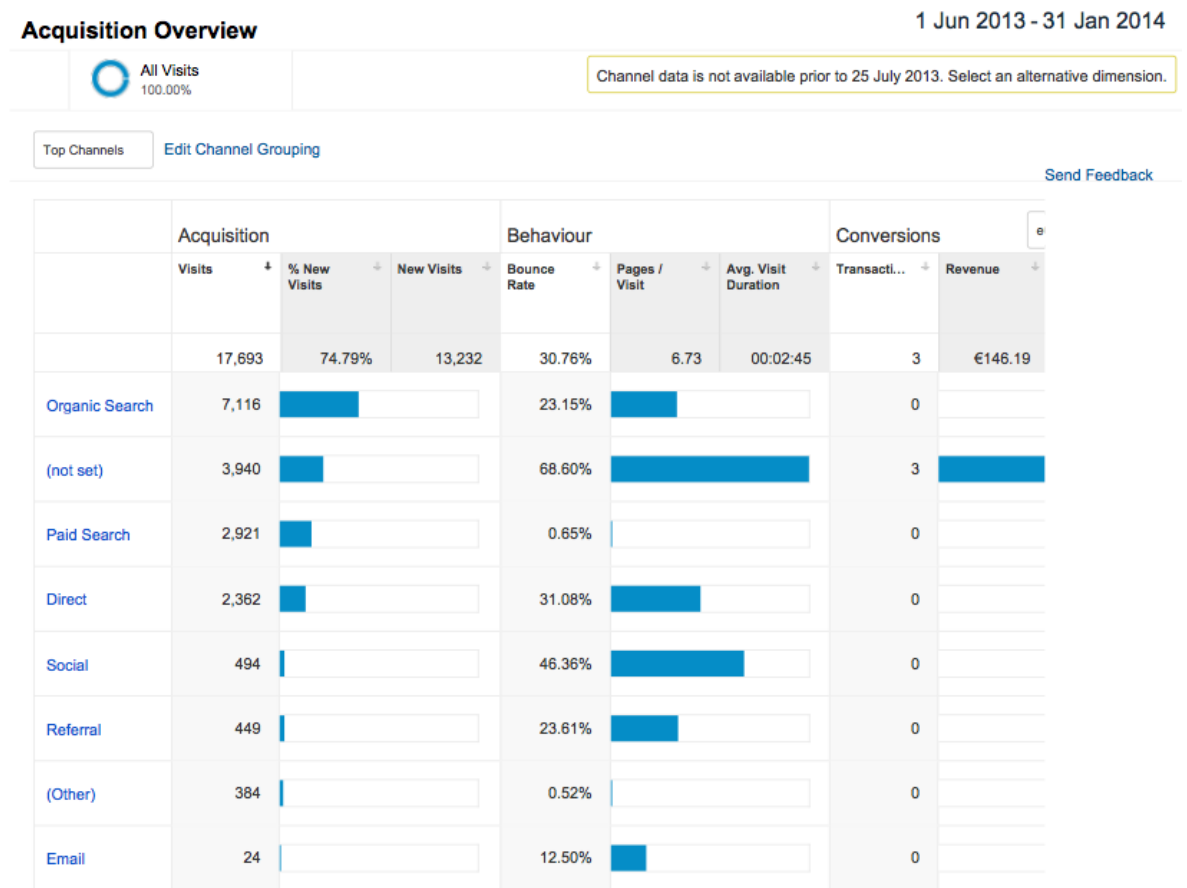 Acquisition Overview
1 Jun 2013 - 31 Jan 2014
All Visits
100.00%
Channel data is not available prior to 25 July 2013. Select an alternative dimension.
Top Channels
Edit Channel Grouping
Send Feedback
Acquisition Behaviour Conversions
Visits % New Visits New Visits Bounce Rate Pages / Visit Avg. Visit Duration Transacti... Revenue
17,693 74.79% 13,232 30.76% 6.73 00:02:45 3 €146.19
Organic Search 7,116 23.15% 0
(not set) 3,940 68.60% 3
Paid Search 2,921 0.65% 0
Direct 2,362 31.08% 0
Social 494 46.36% 0
Referral 449 23.61% 0
(Other) 384 0.52% 0
Email 24 12.50% 0